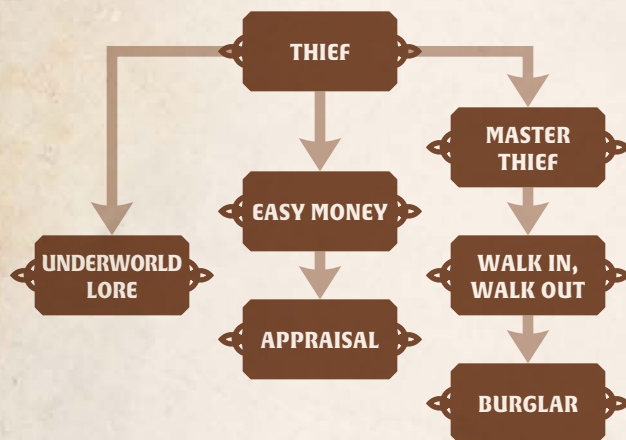 THIEF
MASTER
THIEF
EASY MONEY
UNDERWORLD
LORE
WALK IN,
WALK OUT
APPRAISAL
BURGLAR